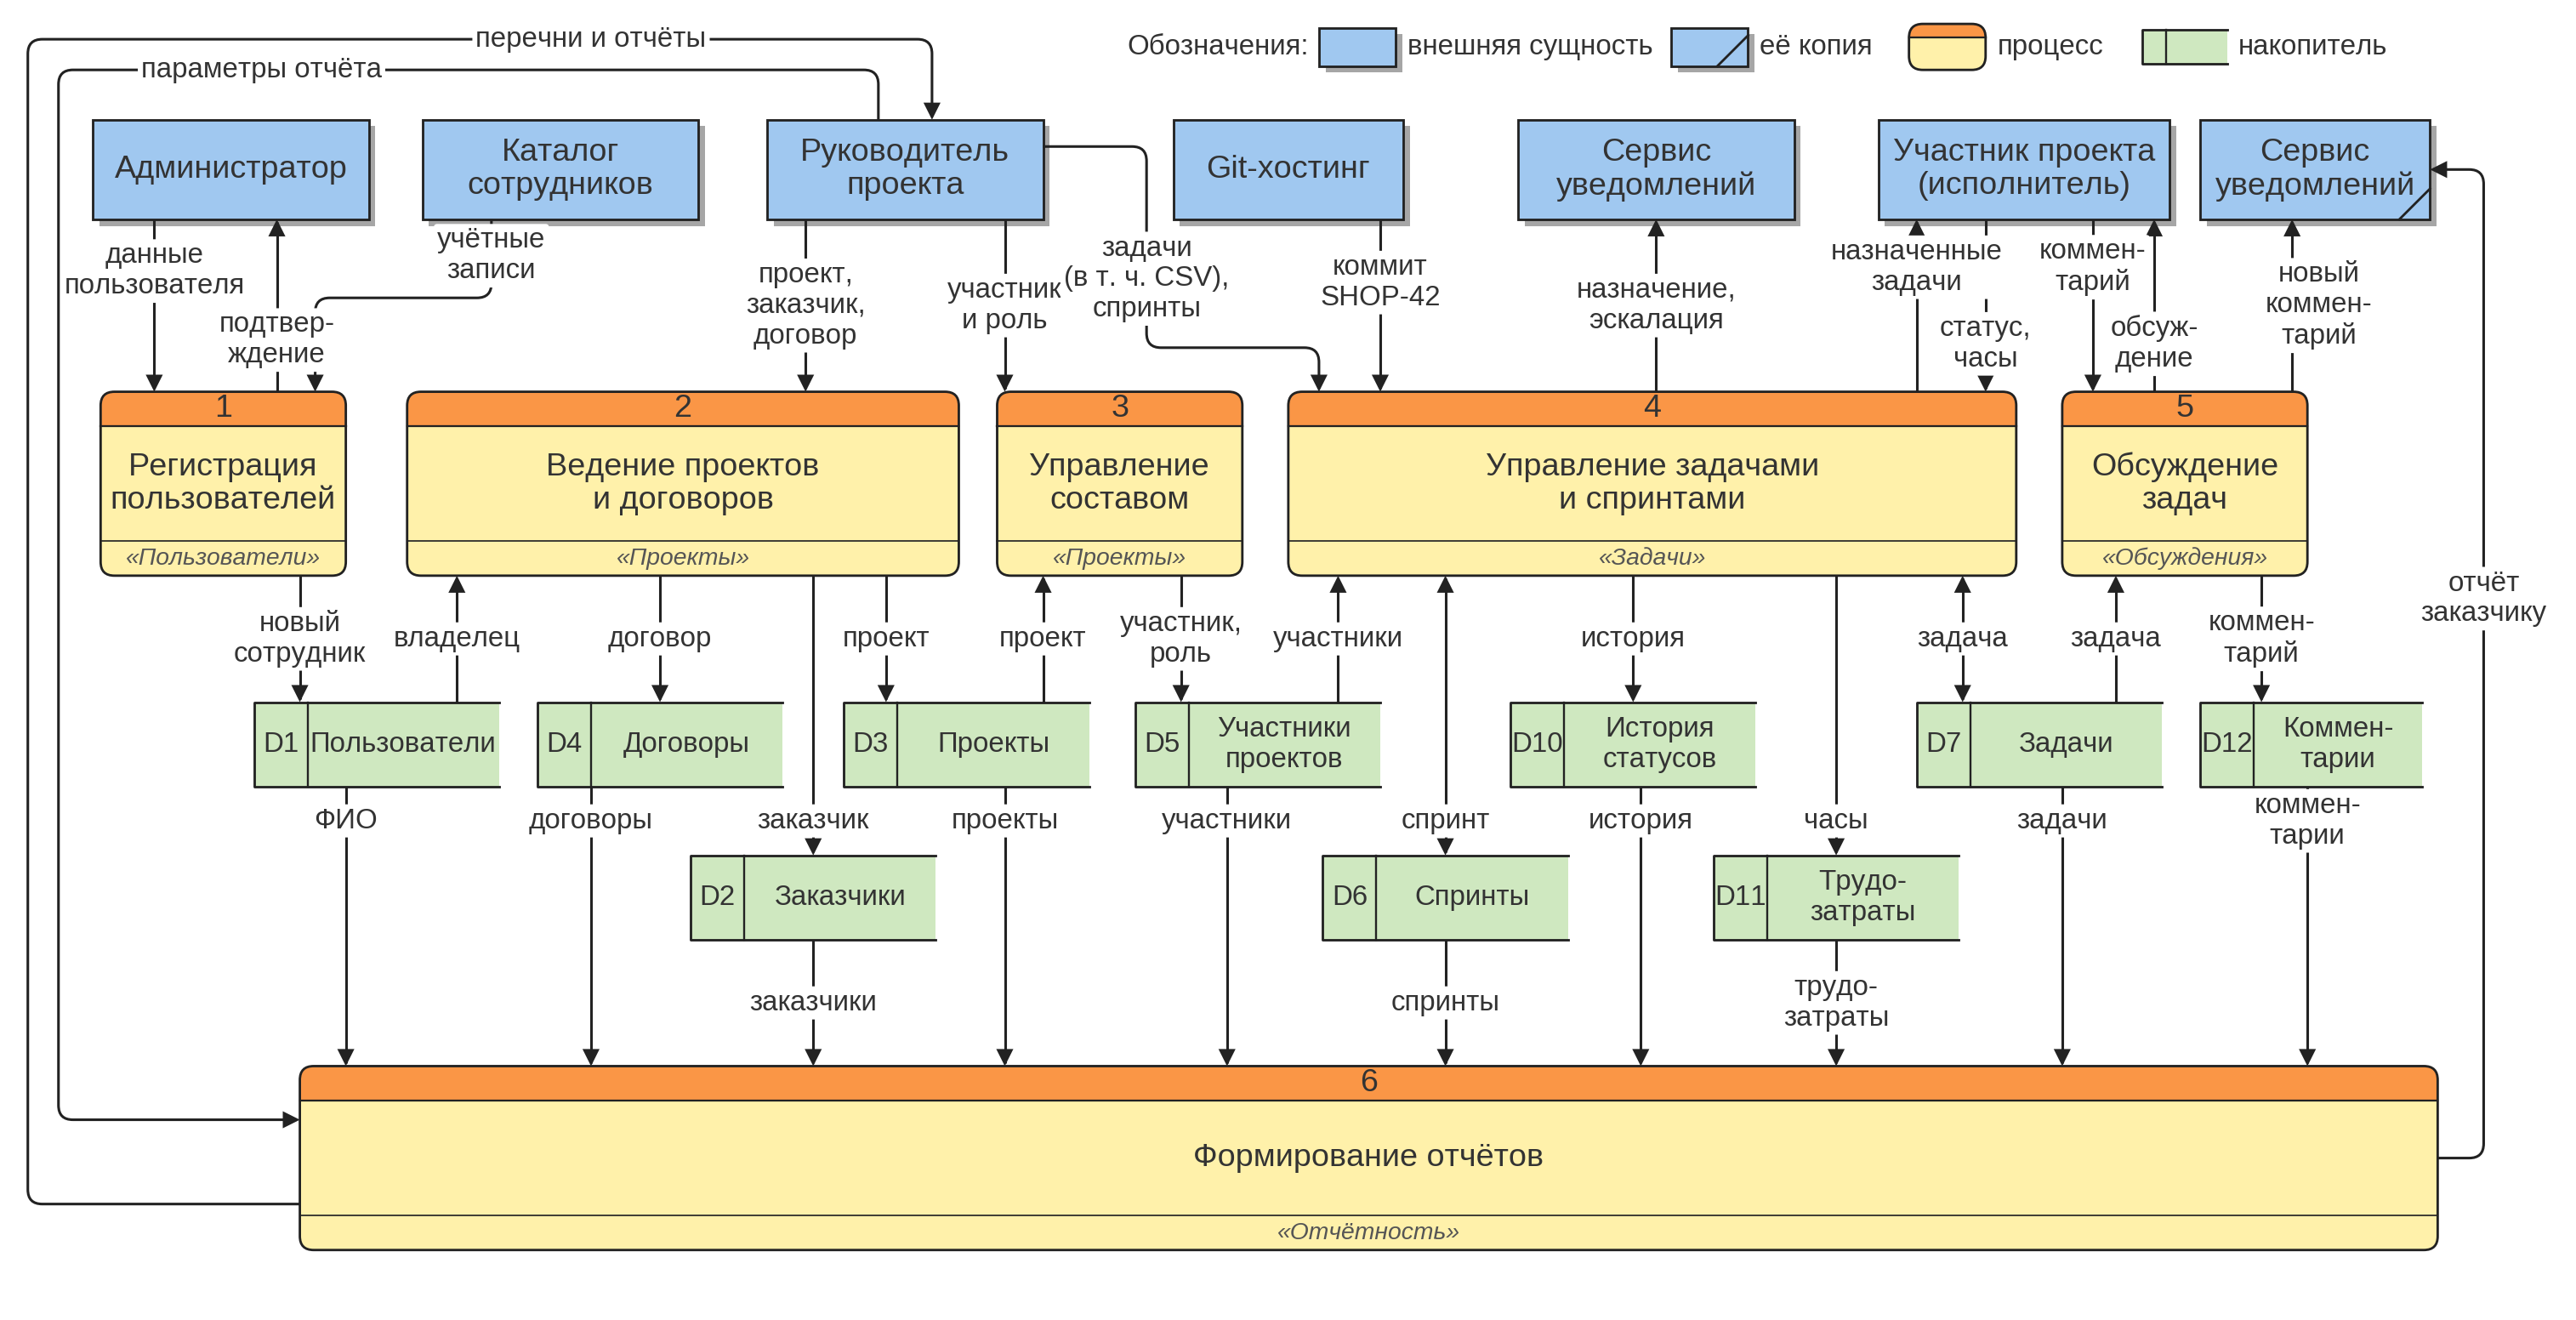 перечни и отчёты
Обозначения:
внешняя сущность
её копия
процесс
накопитель
параметры отчёта
Администратор
Каталог
сотрудников
Руководитель
проекта
Git-хостинг
Сервис
уведомлений
Участник проекта
(исполнитель)
Сервис
уведомлений
данные
пользователя
подтвер-
ждение
учётные
записи
проект,
заказчик,
договор
участник
и роль
задачи
(в т. ч. CSV),
спринты
коммит
SHOP-42
назначение,
эскалация
назначенные
задачи
статус,
часы
коммен-
тарий
обсуж-
дение
новый
коммен-
тарий
1
Регистрация
пользователей
«Пользователи»
2
Ведение проектов
и договоров
«Проекты»
3
Управление
составом
«Проекты»
4
Управление задачами
и спринтами
«Задачи»
5
Обсуждение
задач
«Обсуждения»
отчёт
заказчику
новый
сотрудник
владелец
договор
проект
проект
участник,
роль
участники
история
задача
задача
коммен-
тарий
D1
Пользователи
D4
Договоры
D3
Проекты
D5
Участники
проектов
D10
История
статусов
D7
Задачи
D12
Коммен-
тарии
ФИО
договоры
заказчик
проекты
участники
спринт
история
часы
задачи
коммен-
тарии
D2
Заказчики
D6
Спринты
D11
Трудо-
затраты
заказчики
спринты
трудо-
затраты
6
Формирование отчётов
«Отчётность»